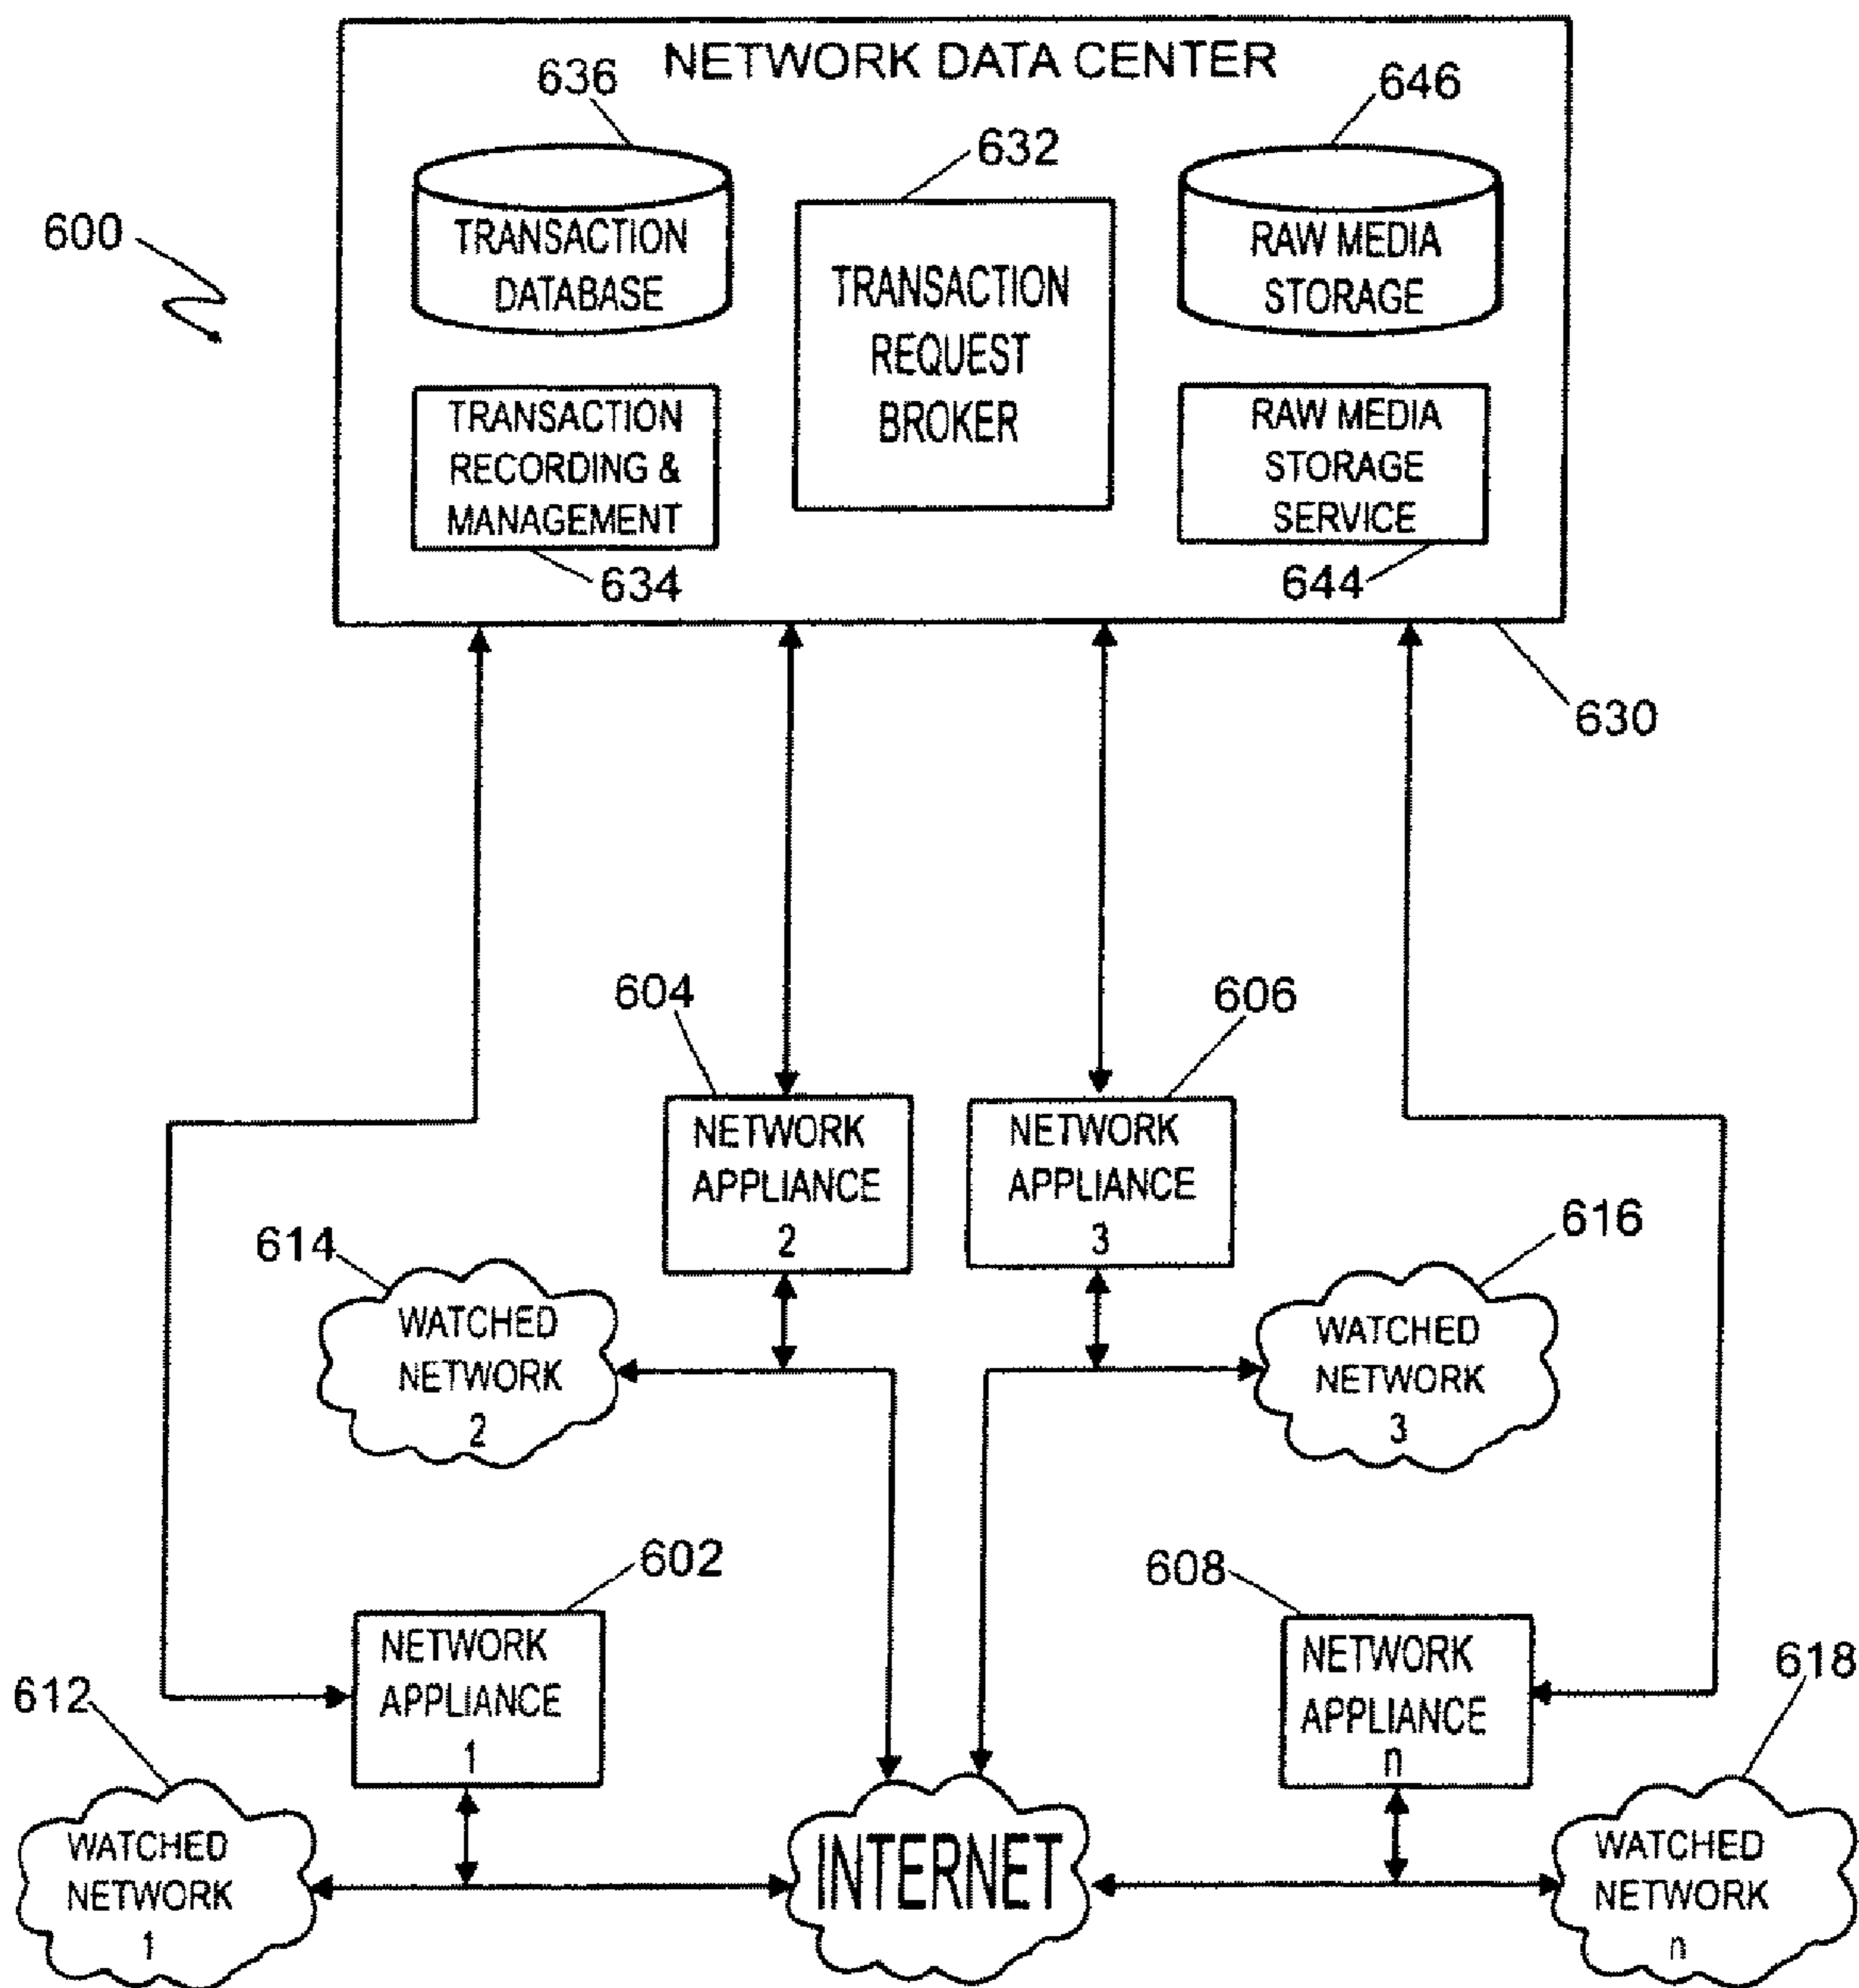 NETWORK DATA CENTER
636
646
632
600
TRANSACTION
DATABASE
TRANSACTION
REQUEST
BROKER
RAW MEDIA
STORAGE
TRANSACTION
RECORDING &
MANAGEMENT
RAW MEDIA
STORAGE
SERVICE
634
644
630
604
606
NETWORK
APPLIANCE
2
NETWORK
APPLIANCE
3
614
616
WATCHED
NETWORK
2
WATCHED
NETWORK
3
602
608
NETWORK
APPLIANCE
1
NETWORK
APPLIANCE
n
612
618
WATCHED
NETWORK
1
INTERNET
WATCHED
NETWORK
n